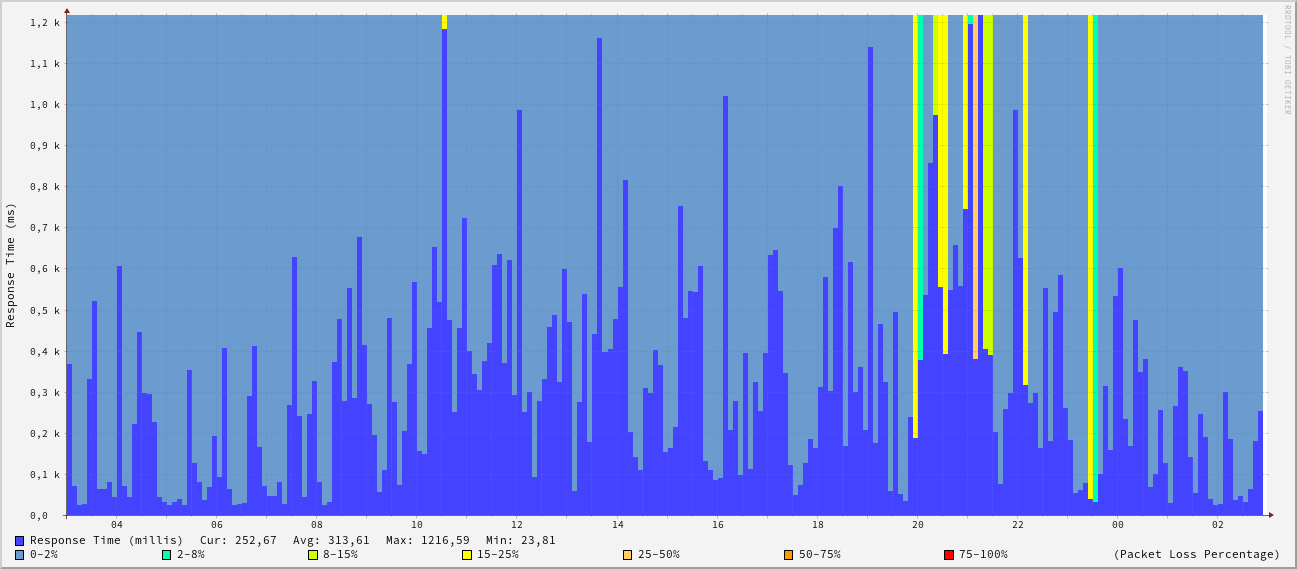 RRDTOOL / TOBI OETIKER
Response Time (ms)
1,2 k
1,1 k
1,0 k
0,9 k
0,8 k
0,7 k
0,6 k
0,5 k
0,4 k
0,3 k
0,2 k
0,1 k
0,0
04 06 08 10 12 14 16 18 20 22 00 02
Response Time (millis) Cur: 252,67 Avg: 313,61 Max: 1216,59 Min: 23,81
0-2% 2-8% 8-15% 15-25% 25-50% 50-75% 75-100% (Packet Loss Percentage)